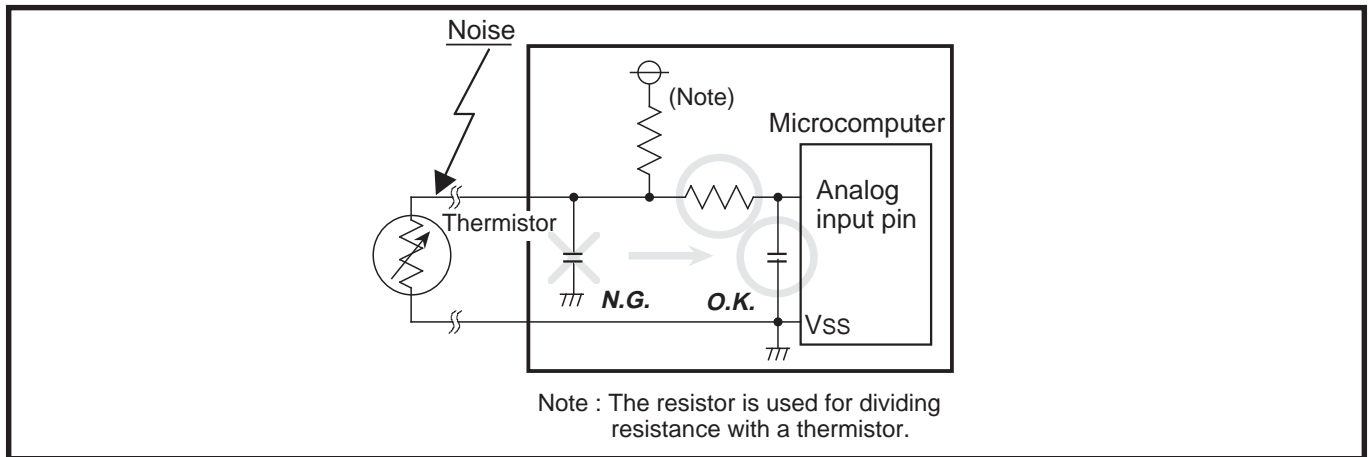 Noise
(Note)
Microcomputer
Analog
input pin
Thermistor
N.G.
O.K.
VSS
Note : The resistor is used for dividing
resistance with a thermistor.